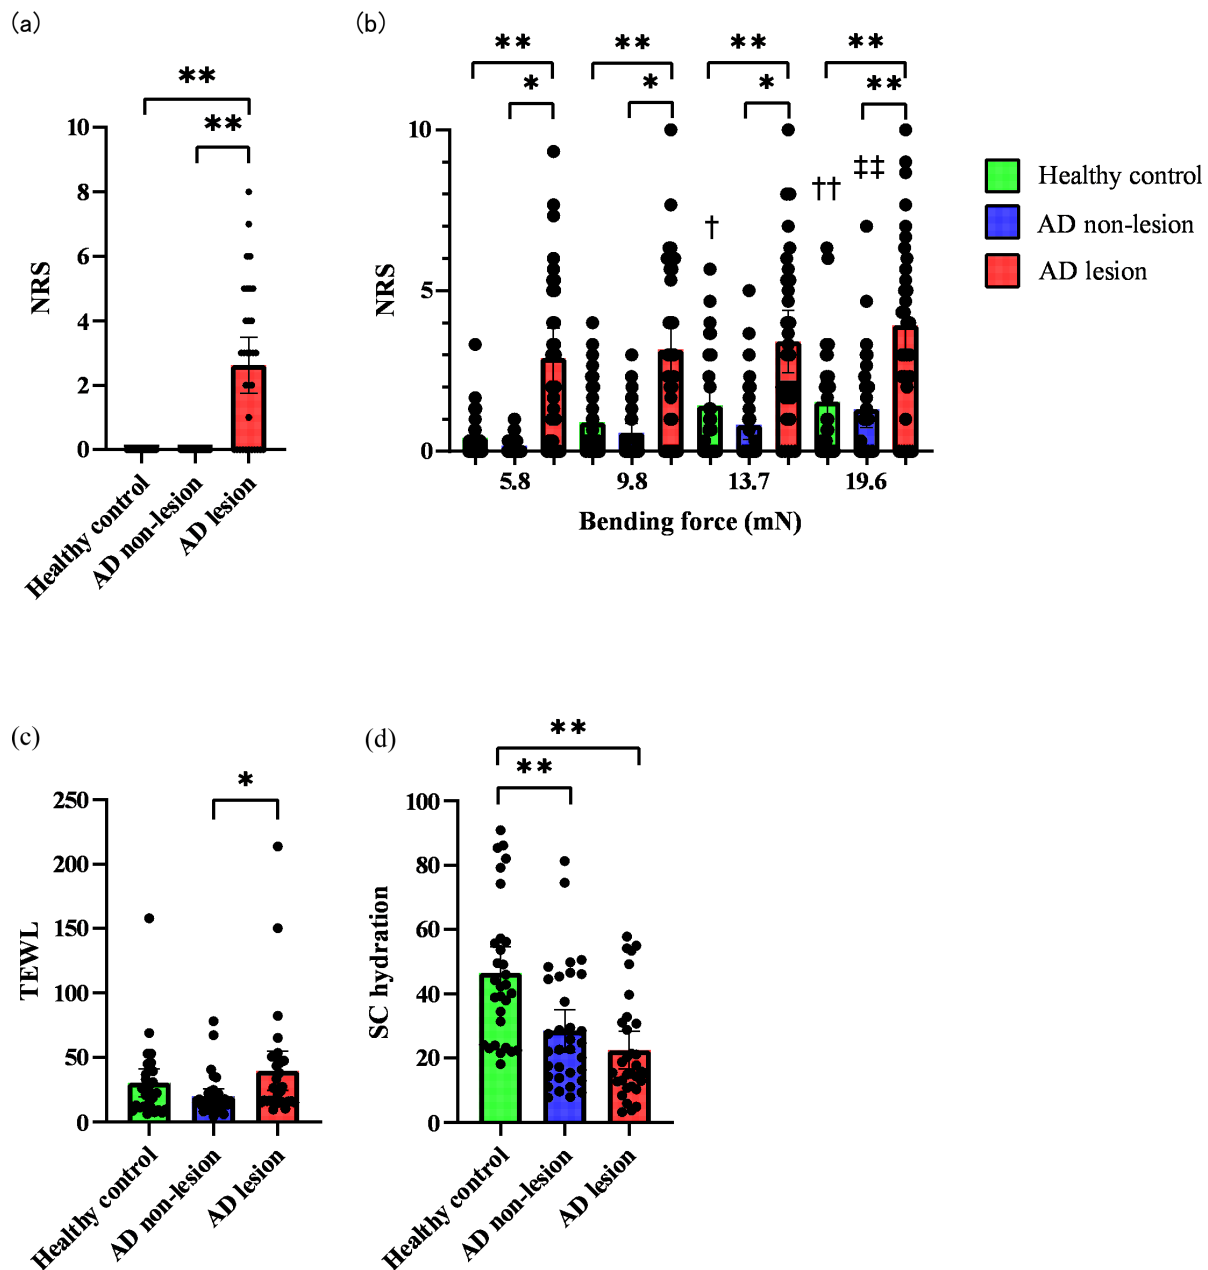 (a)
**
**
10
8
6
4
2
0
NRS
Healthy control
AD non-lesion
AD lesion
(b)
** ** ** **
* * * **
10
5
0
NRS
†
††
‡‡
5.8 9.8 13.7 19.6
Bending force (mN)
Healthy control
AD non-lesion
AD lesion
(c)
*
250
200
150
100
50
0
TEWL
Healthy control
AD non-lesion
AD lesion
(d)
**
**
100
80
60
40
20
0
SC hydration
Healthy control
AD non-lesion
AD lesion